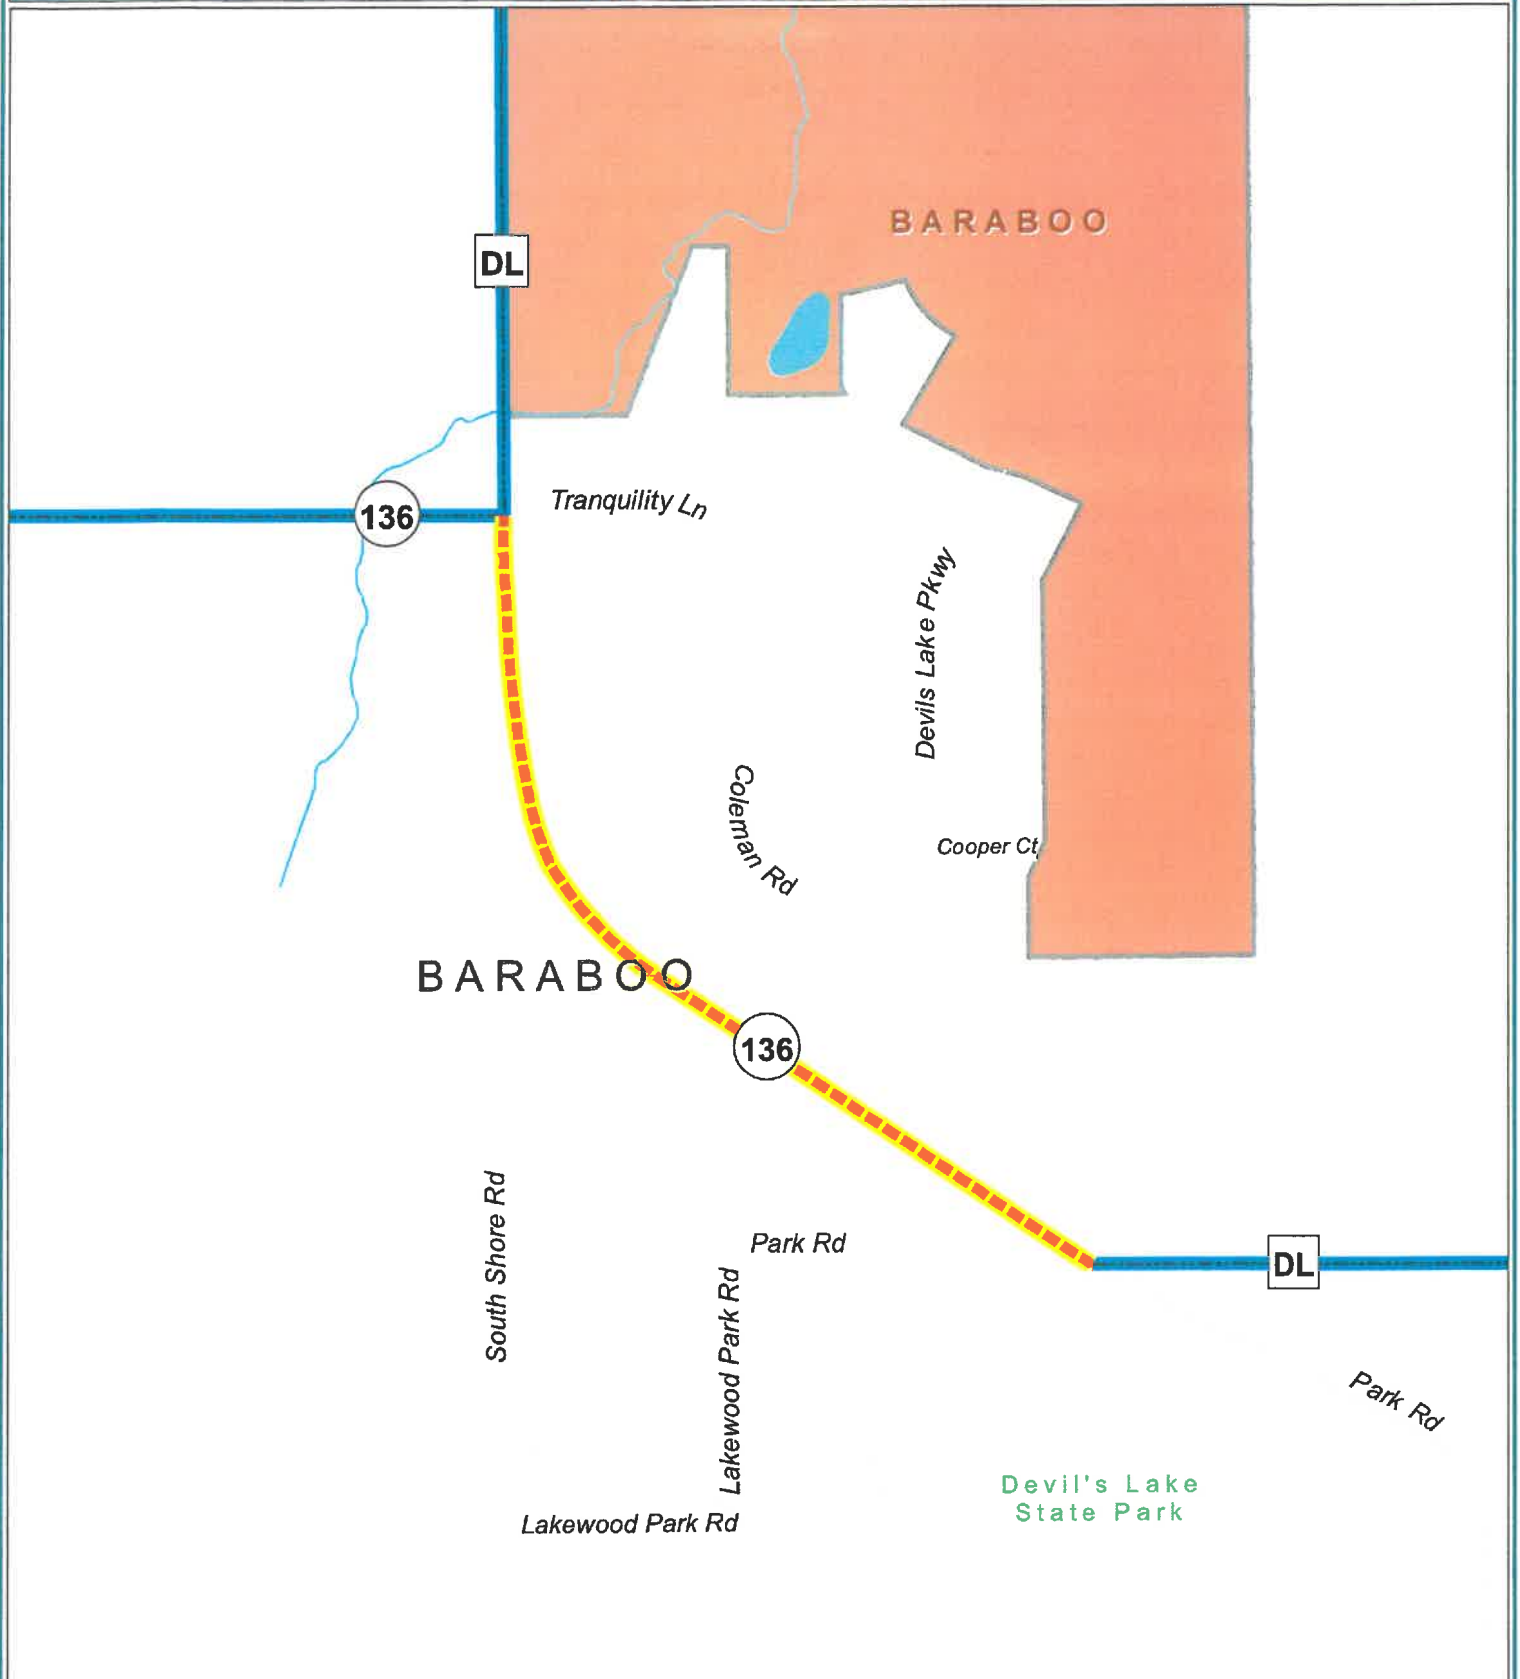 BARABOO
DL
136
Tranquility Ln
Devils Lake Pkwy
Coleman Rd
Cooper Ct
BARABOO
136
South Shore Rd
Park Rd
DL
Lakewood Park Rd
Park Rd
Devil's Lake
State Park
Lakewood Park Rd